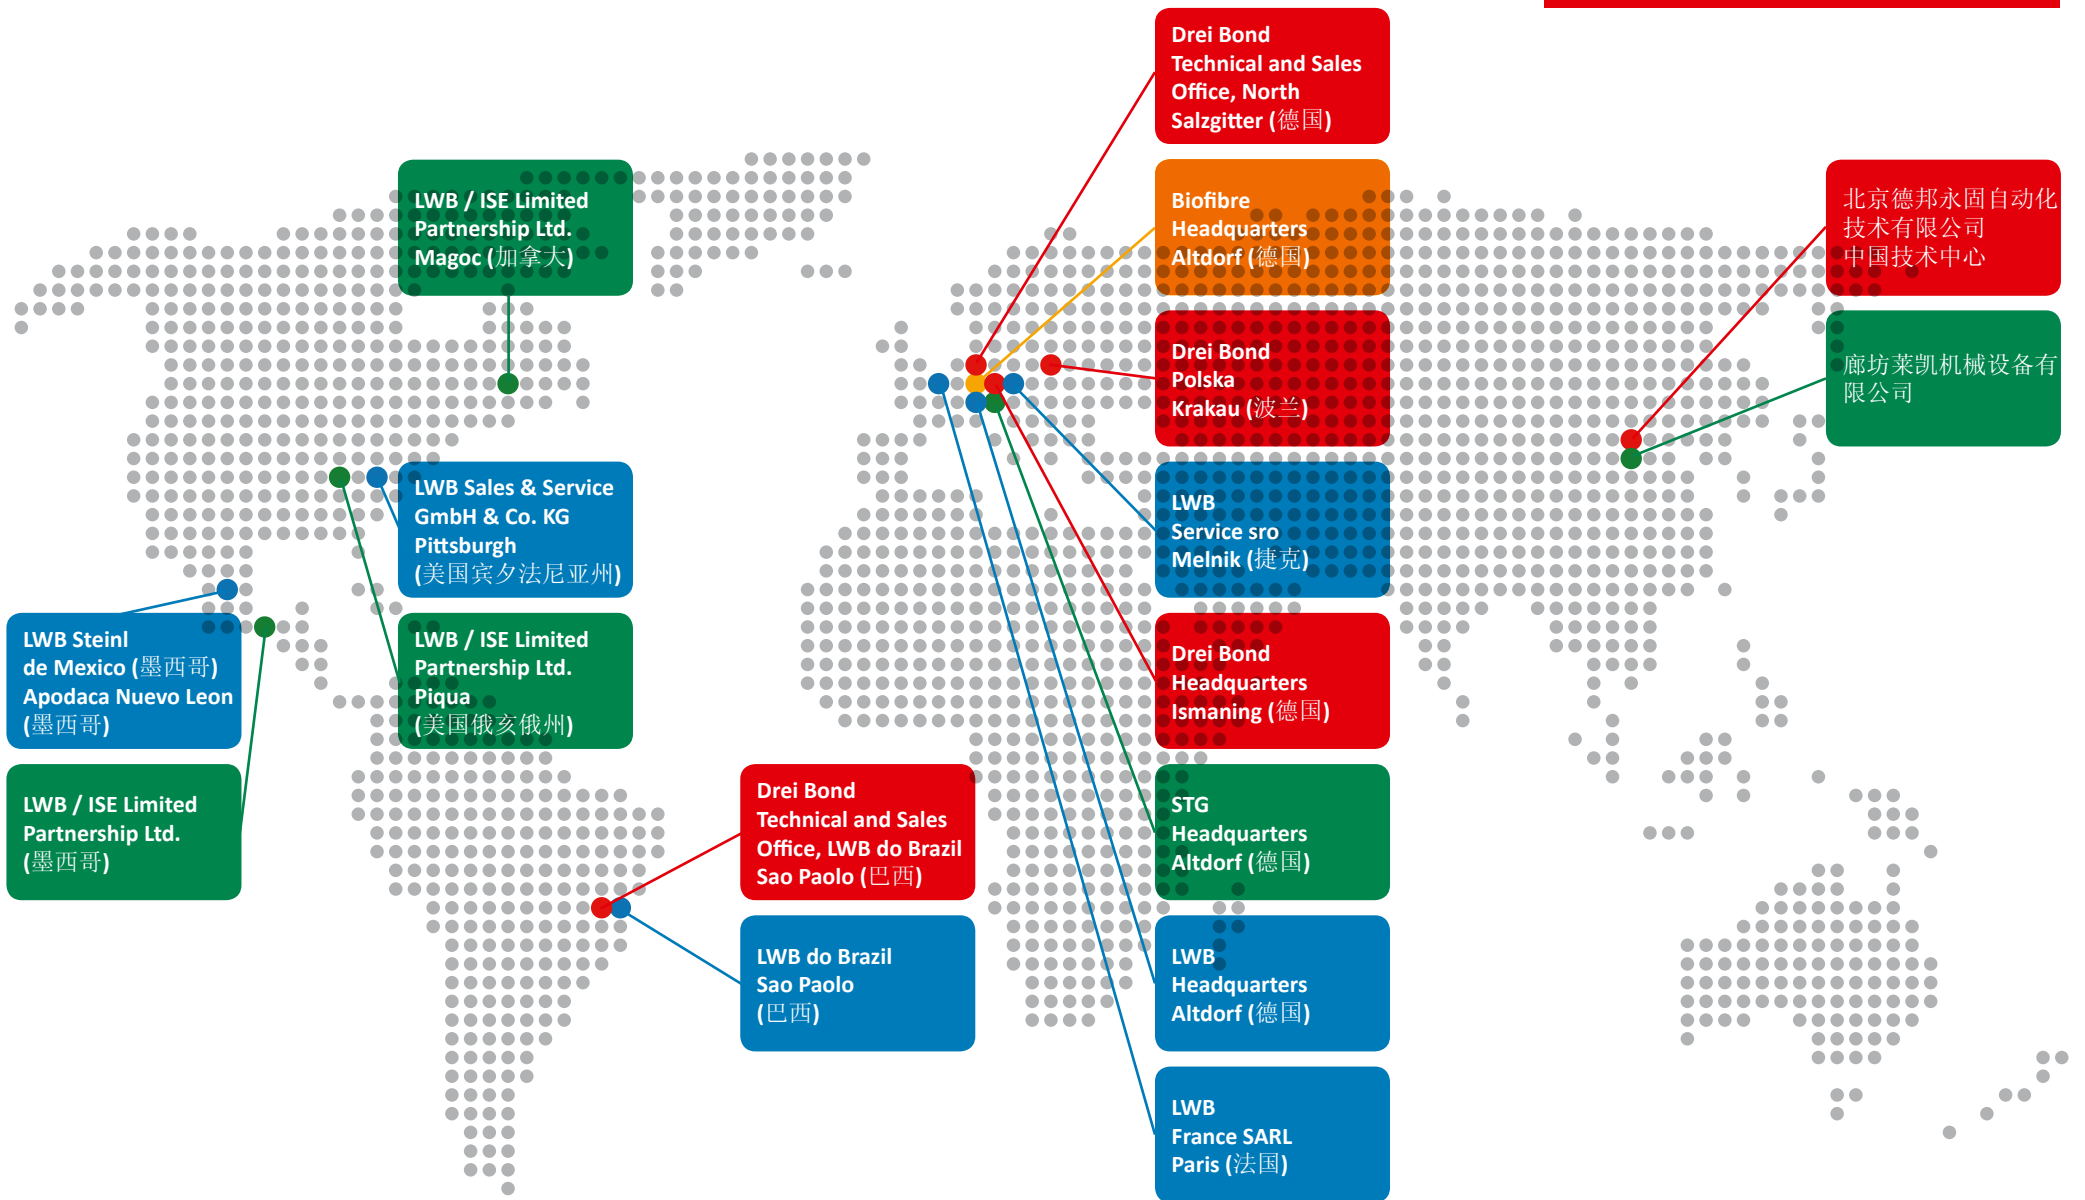 Drei Bond
Technical and Sales
Office, North
Salzgitter (德国)
LWB / ISE Limited
Partnership Ltd.
Magoc (加拿大)
Biofibre
Headquarters
Altdorf (德国)
北京德邦永固自动化
技术有限公司
中国技术中心
Drei Bond
Polska
Krakau (波兰)
廊坊莱凯机械设备有
限公司
LWB Sales & Service
GmbH & Co. KG
Pittsburgh
(美国宾夕法尼亚州)
LWB
Service sro
Melnik (捷克)
LWB Steinl
de Mexico (墨西哥)
Apodaca Nuevo Leon
(墨西哥)
LWB / ISE Limited
Partnership Ltd.
Piqua
(美国俄亥俄州)
Drei Bond
Headquarters
Ismaning (德国)
LWB / ISE Limited
Partnership Ltd.
(墨西哥)
Drei Bond
Technical and Sales
Office, LWB do Brazil
Sao Paolo (巴西)
STG
Headquarters
Altdorf (德国)
LWB do Brazil
Sao Paolo
(巴西)
LWB
Headquarters
Altdorf (德国)
LWB
France SARL
Paris (法国)